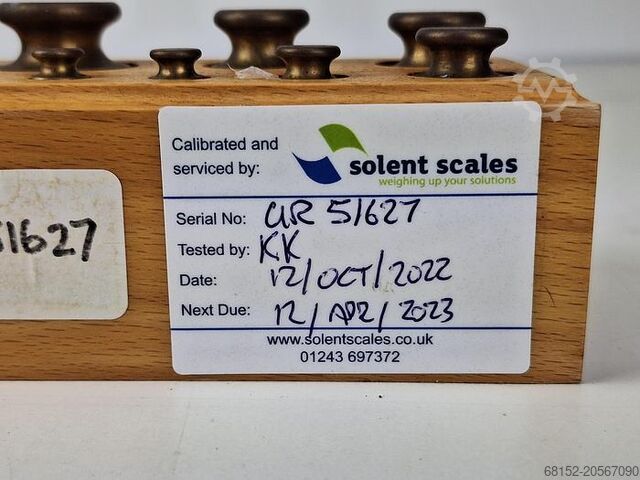 Calibrated and
serviced by:
solent scales
weighing up your solutions
Serial No: GR 51627
Tested by: KK
Date: 12/OCT/2022
Next Due: 12/APR/2023
www.solentscales.co.uk
01243 697372
51627
68152-20567090